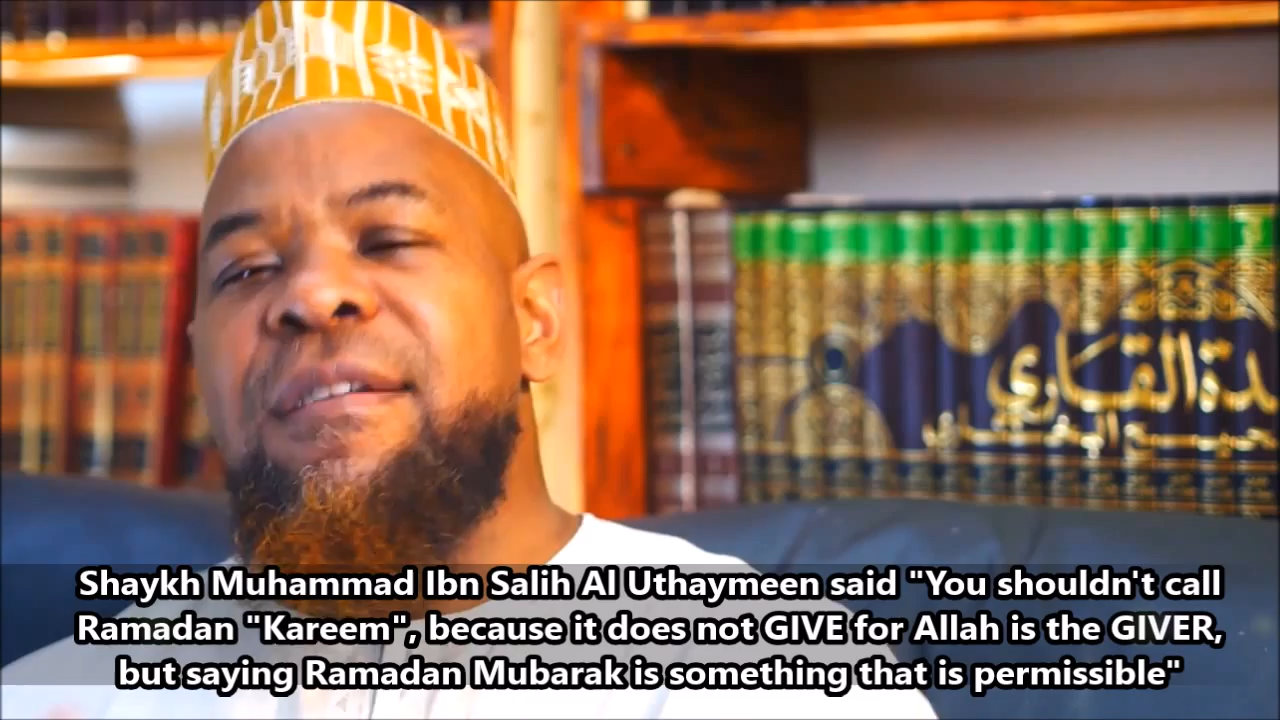 ـدة القاري
Shaykh Muhammad Ibn Salih Al Uthaymeen said "You shouldn't call
Ramadan "Kareem", because it does not GIVE for Allah is the GIVER,
but saying Ramadan Mubarak is something that is permissible"